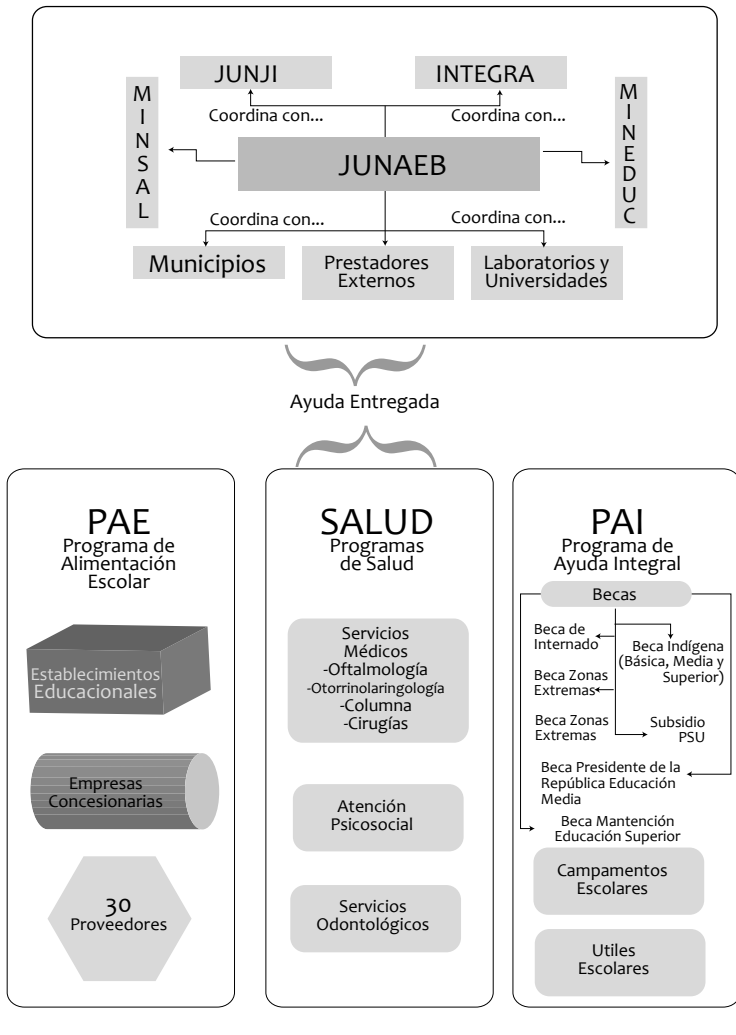 JUNJI
INTEGRA
MINSAL
MINEDUC
Coordina con...
Coordina con...
JUNAEB
Coordina con...
Coordina con...
Municipios
Prestadores
Externos
Laboratorios y
Universidades
Ayuda Entregada
PAE
Programa de
Alimentación
Escolar
Establecimientos
Educacionales
Empresas
Concesionarias
30
Proveedores
SALUD
Programas
de Salud
Servicios
Médicos
-Oftalmología
-Otorrinolaringología
-Columna
-Cirugías
Atención
Psicosocial
Servicios
Odontológicos
PAI
Programa de
Ayuda Integral
Becas
Beca de
Internado
Beca Indígena
(Básica, Media y
Superior)
Beca Zonas
Extremas
Beca Zonas
Extremas
Subsidio
PSU
Beca Presidente de la
República Educación
Media
Beca Mantención
Educación Superior
Campamentos
Escolares
Utiles
Escolares